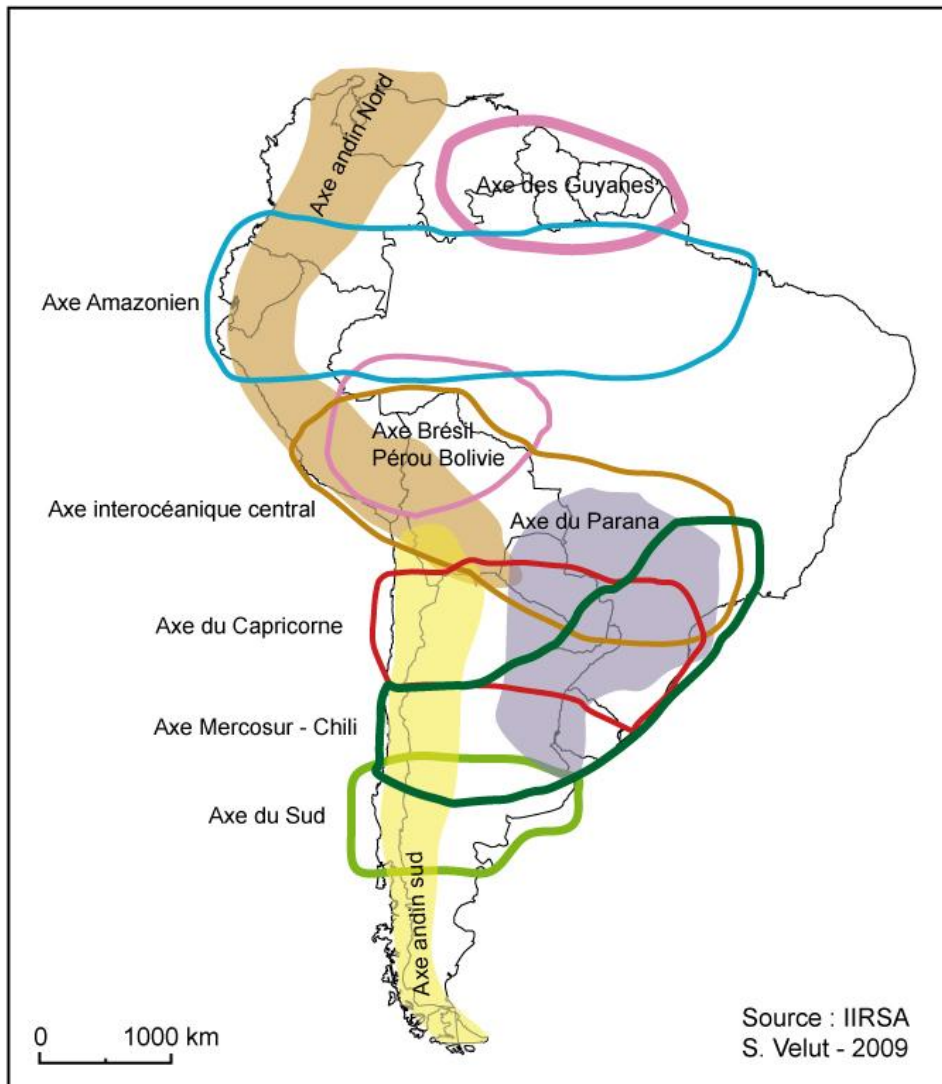 Axe andin Nord
Axe des Guyanes
Axe Amazonien
Axe Brésil
Pérou Bolivie
Axe interocéanique central
Axe du Parana
Axe du Capricorne
Axe Mercosur - Chili
Axe du Sud
Axe andin sud
0 1000 km
Source : IIRSA
S. Velut - 2009